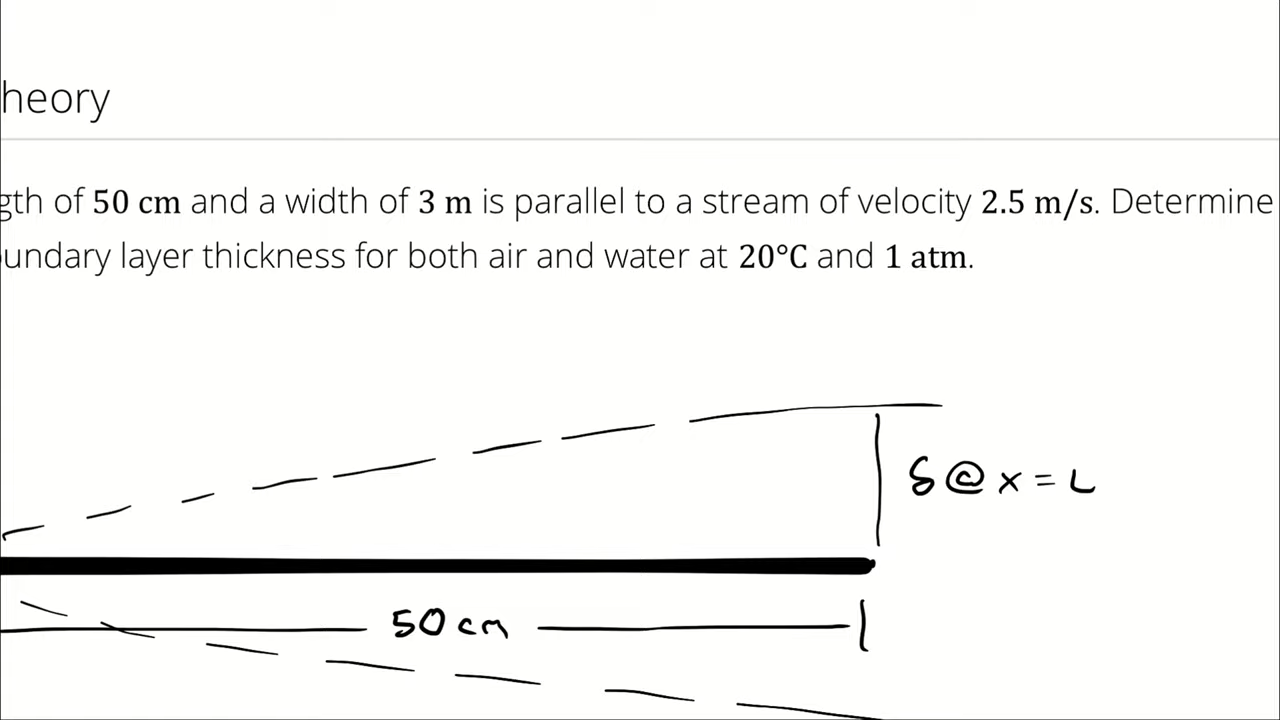 heory
gth of 50 cm and a width of 3 m is parallel to a stream of velocity 2.5 m/s. Determine
oundary layer thickness for both air and water at 20°C and 1 atm.
δ @ x = L
50 cm